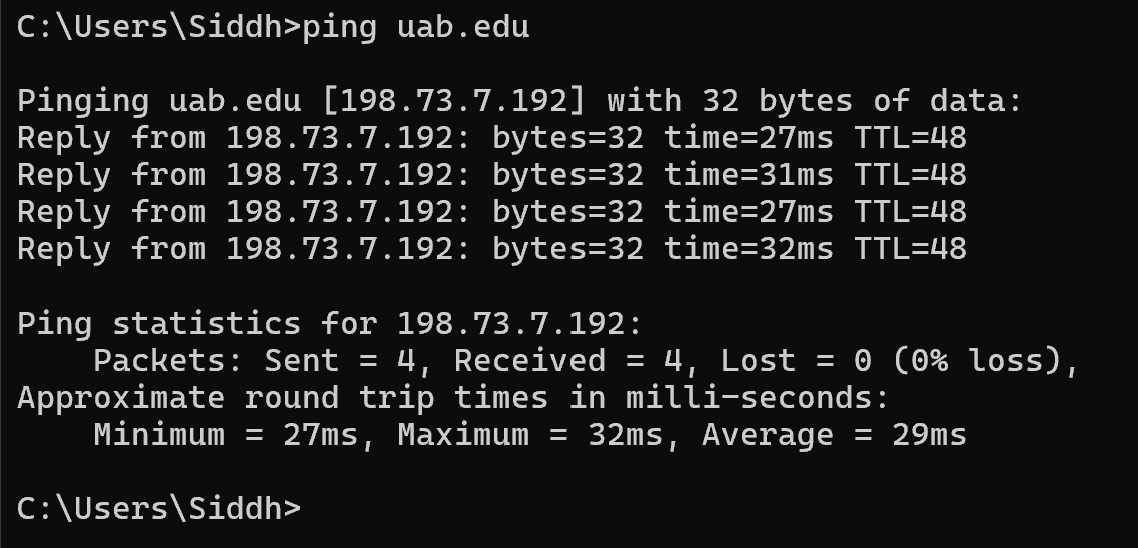 C:\Users\Siddh>ping uab.edu
Pinging uab.edu [198.73.7.192] with 32 bytes of data:
Reply from 198.73.7.192: bytes=32 time=27ms TTL=48
Reply from 198.73.7.192: bytes=32 time=31ms TTL=48
Reply from 198.73.7.192: bytes=32 time=27ms TTL=48
Reply from 198.73.7.192: bytes=32 time=32ms TTL=48
Ping statistics for 198.73.7.192:
    Packets: Sent = 4, Received = 4, Lost = 0 (0% loss),
Approximate round trip times in milli-seconds:
    Minimum = 27ms, Maximum = 32ms, Average = 29ms
C:\Users\Siddh>